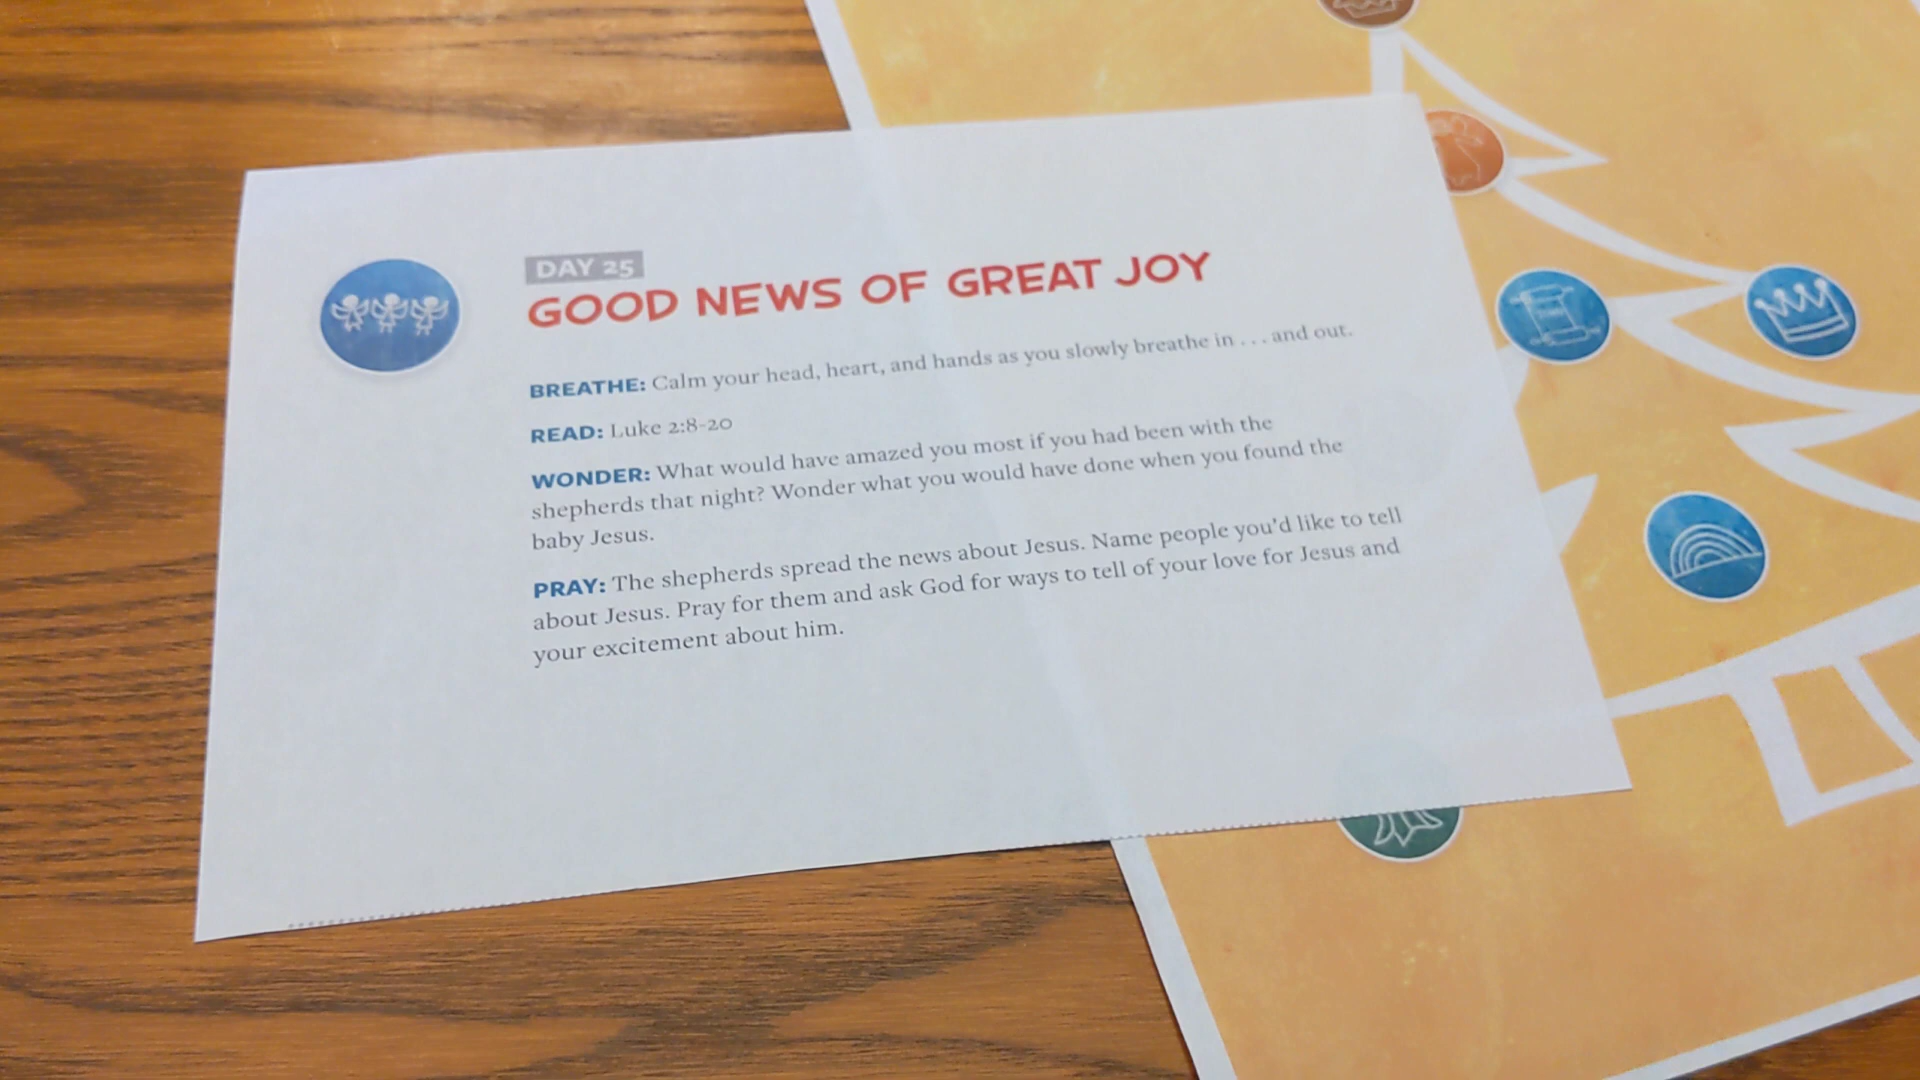 DAY 25
GOOD NEWS OF GREAT JOY
BREATHE: Calm your head, heart, and hands as you slowly breathe in . . . and out.
READ: Luke 2:8-20
WONDER: What would have amazed you most if you had been with the
shepherds that night? Wonder what you would have done when you found the
baby Jesus.
PRAY: The shepherds spread the news about Jesus. Name people you’d like to tell
about Jesus. Pray for them and ask God for ways to tell of your love for Jesus and
your excitement about him.